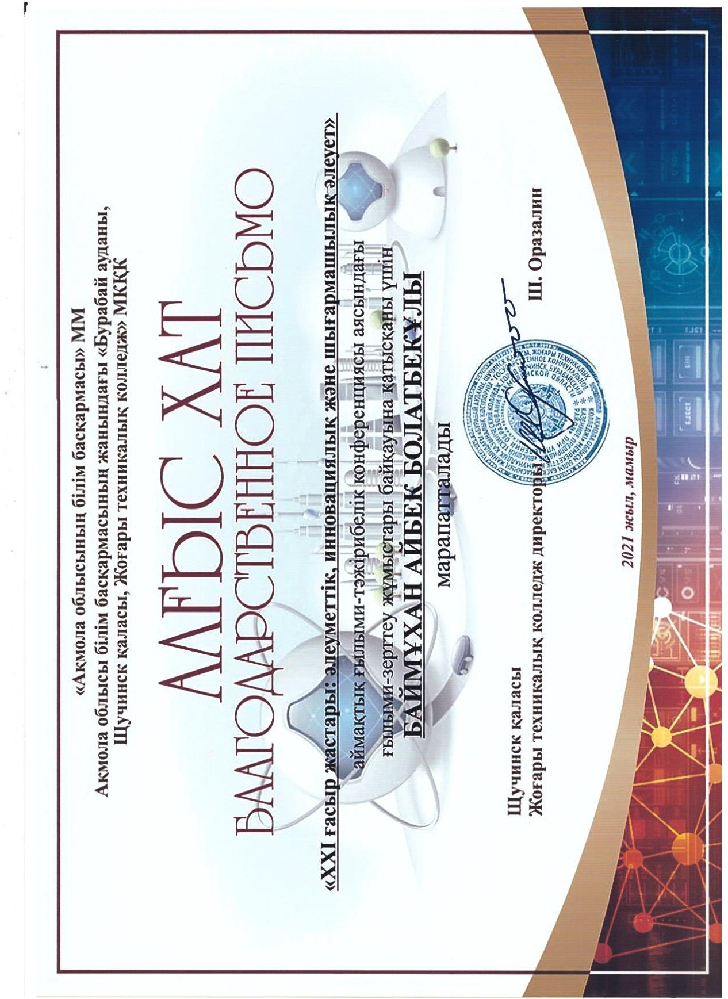 «Ақмола облысының білім басқармасы» ММ
Ақмола облысы білім басқармасының жанындағы «Бурабай ауданы,
Щучинск қаласы, Жоғары техникалық колледж» МКҚК
АЛҒЫС ХАТ
БЛАГОДАРСТВЕННОЕ ПИСЬМО
«XXI ғасыр жастары: әлеуметтік, инновациялық және шығармашылық әлеует»
аймақтық ғылыми-тәжірибелік конференциясы аясындағы
ғылыми-зерттеу жұмыстары байқауына қатысқаны үшін
БАЙМҰХАН АЙБЕК БОЛАТБЕКҰЛЫ
марапатталады
Щучинск қаласы
Жоғары техникалық колледж директоры Ш. Оразалин
2021 жыл, мамыр